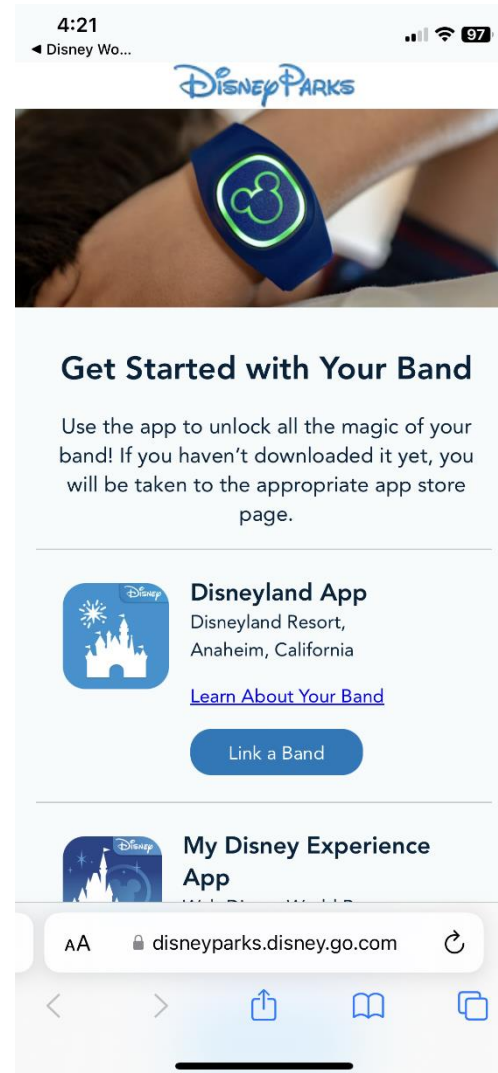 4:21
97
◀ Disney Wo...
Disney Parks
Get Started with Your Band
Use the app to unlock all the magic of your
band! If you haven’t downloaded it yet, you
will be taken to the appropriate app store
page.
Disney
Disneyland App
Disneyland Resort,
Anaheim, California
Learn About Your Band
Link a Band
Disney
My Disney Experience
App
AA
disneyparks.disney.go.com